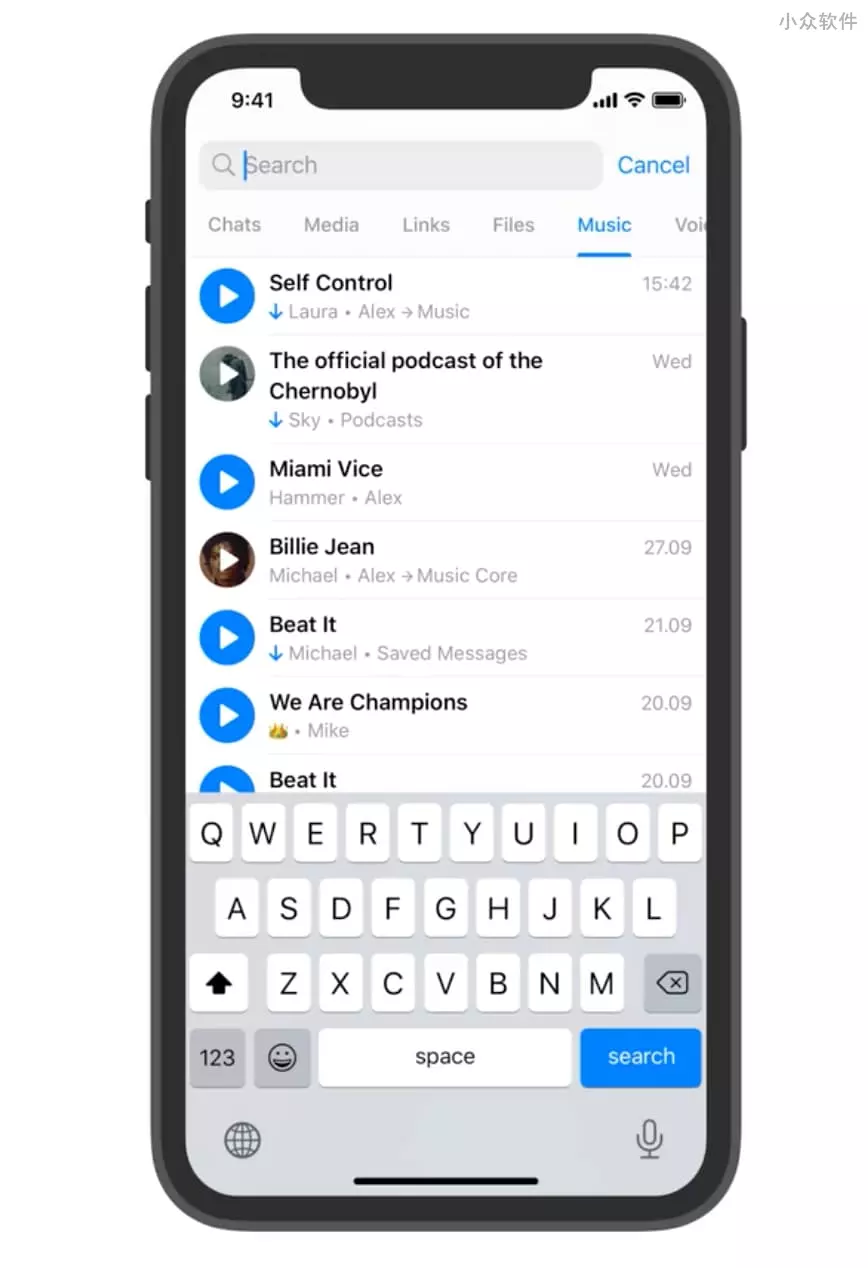 小众软件
9:41
Search
Cancel
Chats Media Links Files Music Voi
Self Control 15:42
↓ Laura • Alex → Music
The official podcast of the Wed
Chernobyl
↓ Sky • Podcasts
Miami Vice Wed
Hammer • Alex
Billie Jean 27.09
Michael • Alex → Music Core
Beat It 21.09
↓ Michael • Saved Messages
We Are Champions 20.09
👑 • Mike
Beat It 20.09
Q W E R T Y U I O P
A S D F G H J K L
Z X C V B N M
123 space search